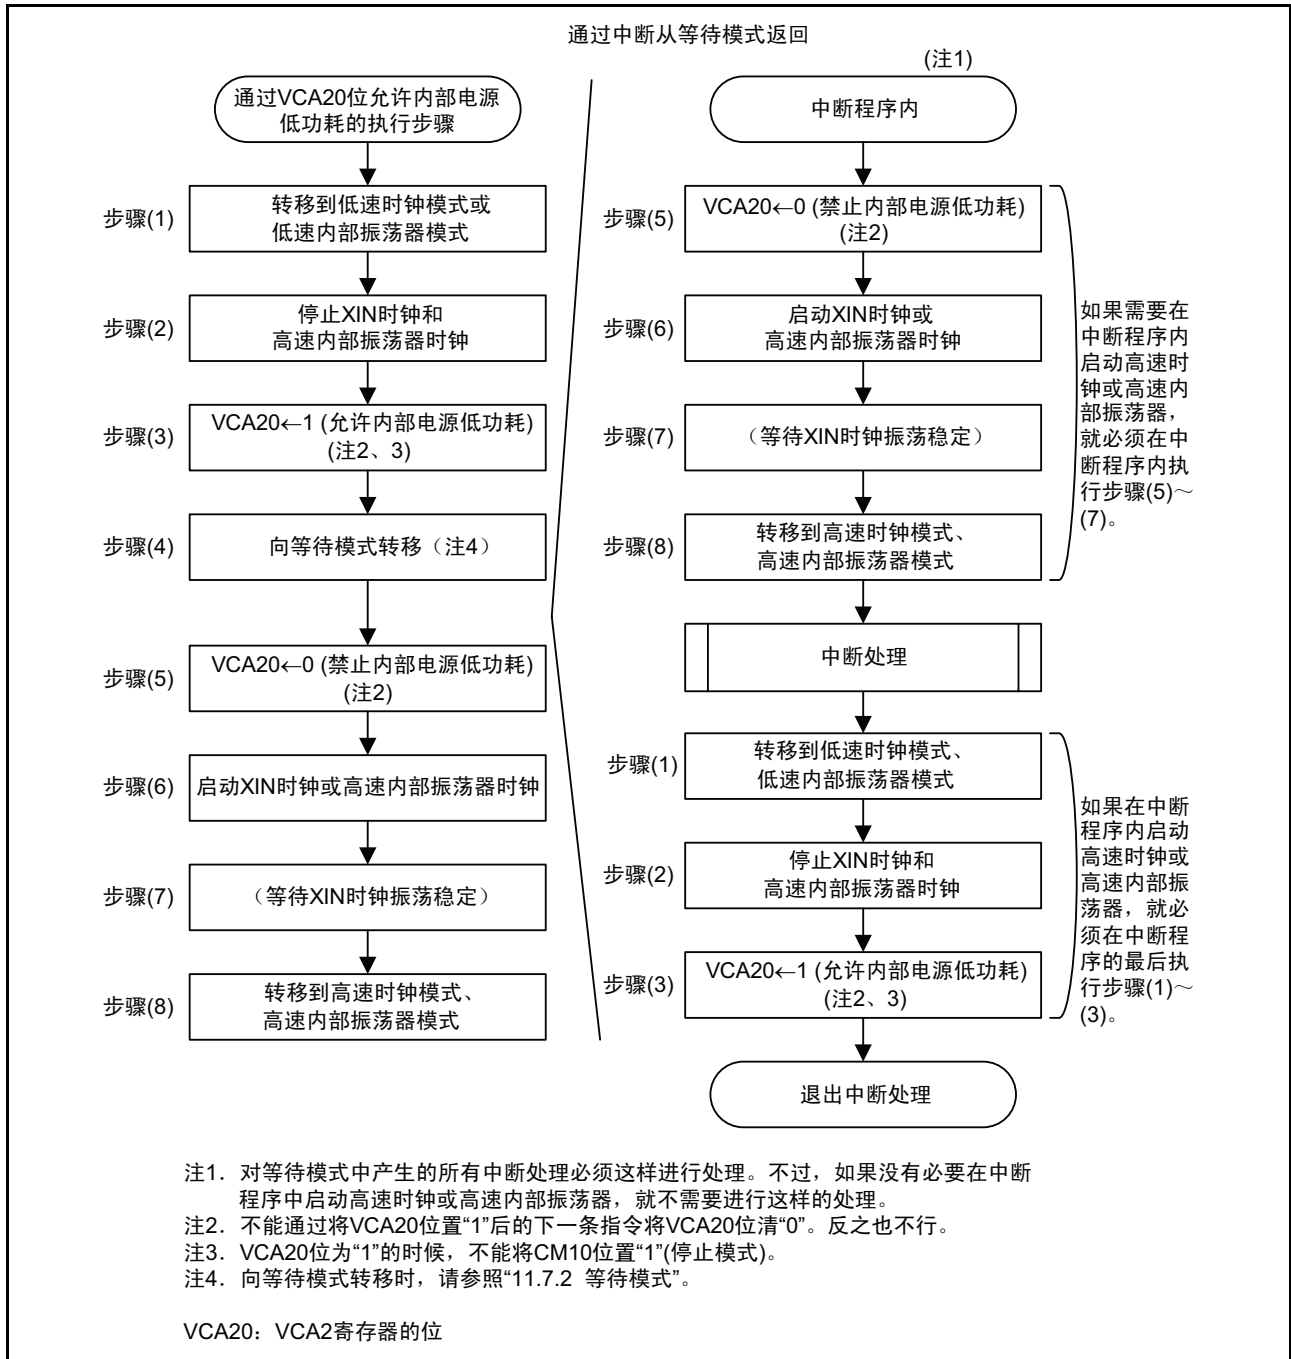 通过中断从等待模式返回
通过VCA20位允许内部电源
低功耗的执行步骤
步骤(1)
转移到低速时钟模式或
低速内部振荡器模式
步骤(2)
停止XIN时钟和
高速内部振荡器时钟
步骤(3)
VCA20←1 (允许内部电源低功耗)
(注2、3)
步骤(4)
向等待模式转移（注4）
步骤(5)
VCA20←0 (禁止内部电源低功耗)
(注2)
步骤(6)
启动XIN时钟或高速内部振荡器时钟
步骤(7)
（等待XIN时钟振荡稳定）
步骤(8)
转移到高速时钟模式、
高速内部振荡器模式
(注1)
中断程序内
步骤(5)
VCA20←0 (禁止内部电源低功耗)
(注2)
步骤(6)
启动XIN时钟或
高速内部振荡器时钟
步骤(7)
（等待XIN时钟振荡稳定）
步骤(8)
转移到高速时钟模式、
高速内部振荡器模式
如果需要在
中断程序内
启动高速时
钟或高速内
部振荡器，
就必须在中
断程序内执
行步骤(5)～
(7)。
中断处理
步骤(1)
转移到低速时钟模式、
低速内部振荡器模式
步骤(2)
停止XIN时钟和
高速内部振荡器时钟
步骤(3)
VCA20←1 (允许内部电源低功耗)
(注2、3)
如果在中断
程序内启动
高速时钟或
高速内部振
荡器，就必
须在中断程
序的最后执
行步骤(1)～
(3)。
退出中断处理
注1．对等待模式中产生的所有中断处理必须这样进行处理。不过，如果没有必要在中断
程序中启动高速时钟或高速内部振荡器，就不需要进行这样的处理。
注2．不能通过将VCA20位置“1”后的下一条指令将VCA20位清“0”。反之也不行。
注3．VCA20位为“1”的时候，不能将CM10位置“1”(停止模式)。
注4．向等待模式转移时，请参照“11.7.2 等待模式”。
VCA20：VCA2寄存器的位